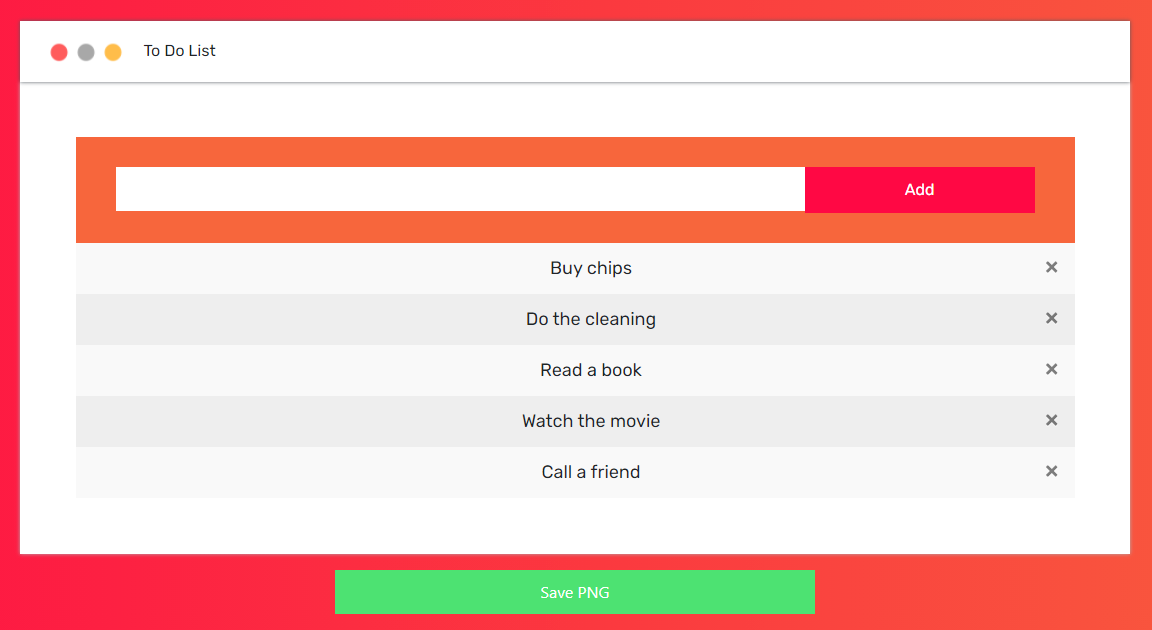 To Do List
Add
Buy chips
Do the cleaning
Read a book
Watch the movie
Call a friend
Save PNG